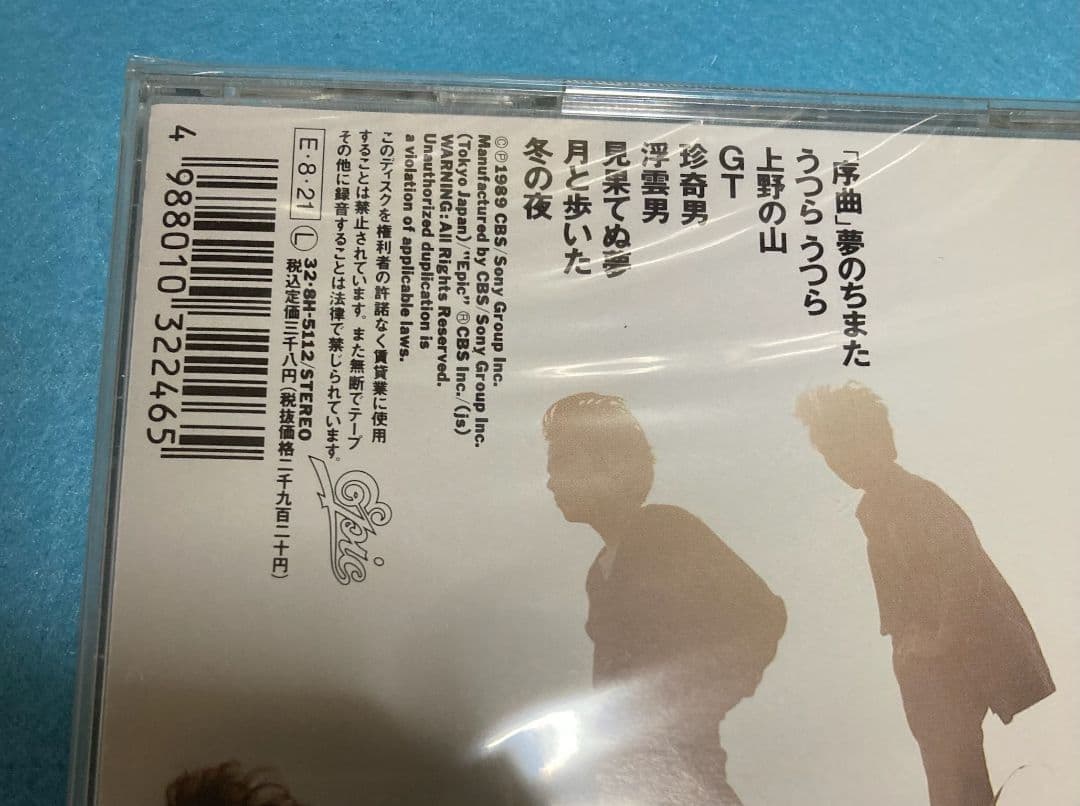 「序曲」夢のちまた
うつら うつら
上野の山
GT
珍奇男
浮雲男
見果てぬ夢
月と歩いた
冬の夜
©℗1989 CBS/Sony Group Inc.
Manufactured by CBS/Sony Group Inc.
(Tokyo Japan)/"Epic" ®CBS Inc./(js)
WARNING: All Rights Reserved.
Unauthorized duplication is
a violation of applicable laws.
このディスクを権利者の許諾なく賃貸業に使用
することは禁止されています。また無断でテープ
その他に録音することは法律で禁じられています。
Epic
E・8・21 Ⓛ 32・8H-5112/STEREO
税込定価三千八円(税抜価格二千九百二十円)
4 988010 322465